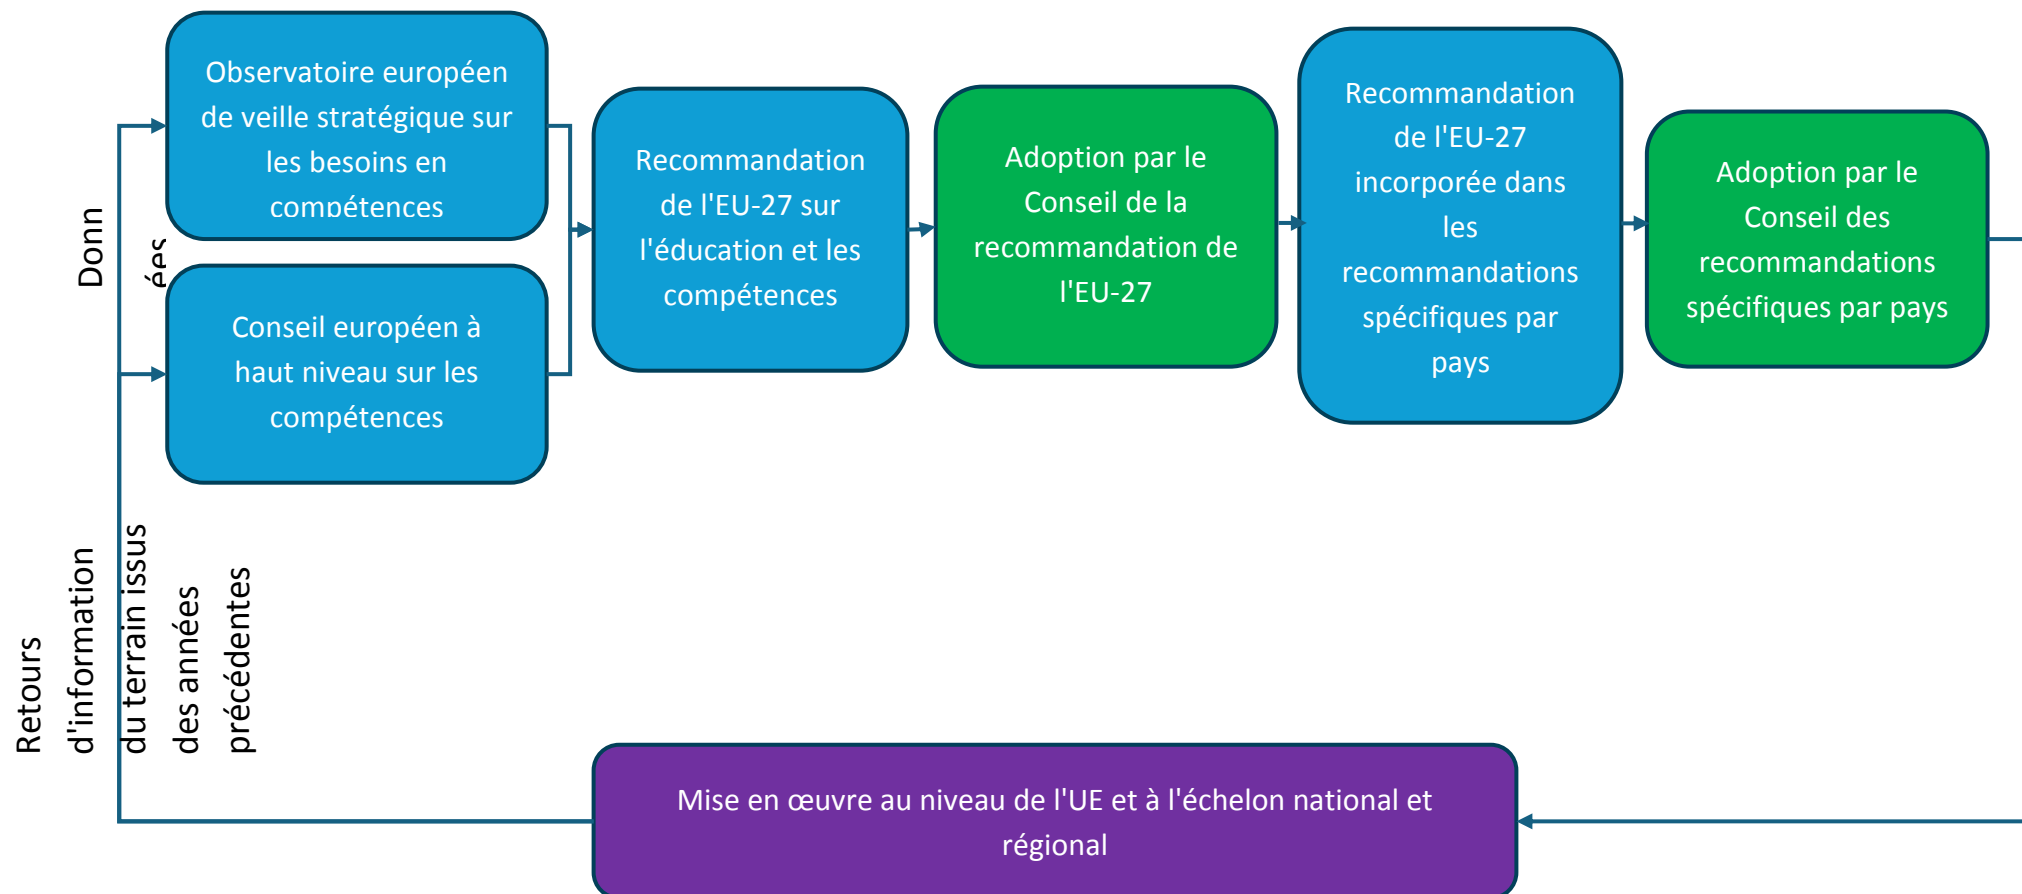 Observatoire européen
de veille stratégique sur
les besoins en
compétences
Conseil européen à
haut niveau sur les
compétences
Recommandation
de l'EU-27 sur
l'éducation et les
compétences
Adoption par le
Conseil de la
recommandation de
l'EU-27
Recommandation
de l'EU-27
incorporée dans
les
recommandations
spécifiques par
pays
Adoption par le
Conseil des
recommandations
spécifiques par pays
Donn
ées
Retours
d'information
du terrain issus
des années
précédentes
Mise en œuvre au niveau de l'UE et à l'échelon national et
régional